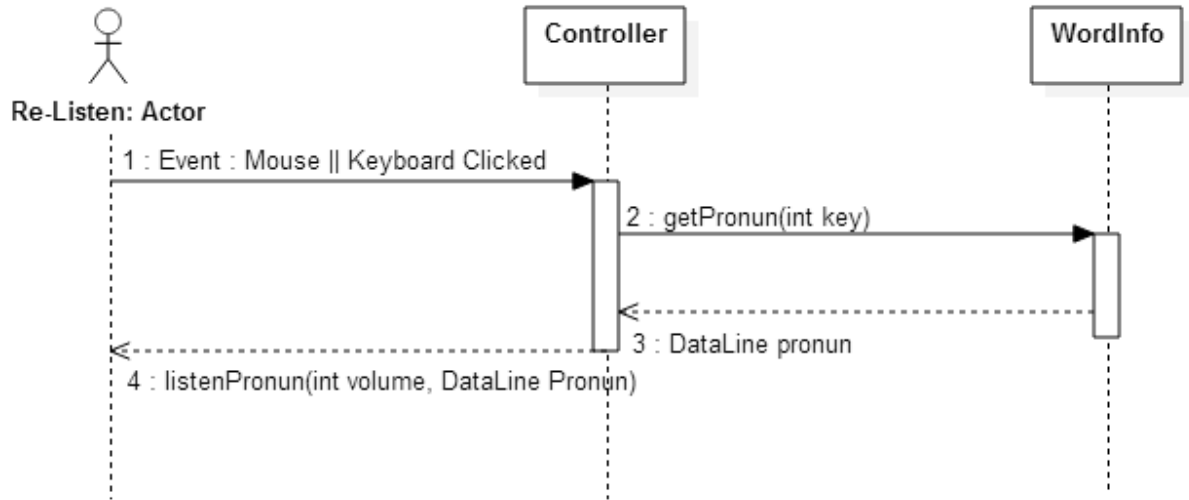 Controller
WordInfo
Re-Listen: Actor
1 : Event : Mouse || Keyboard Clicked
2 : getPronun(int key)
3 : DataLine pronun
4 : listenPronun(int volume, DataLine Pronun)